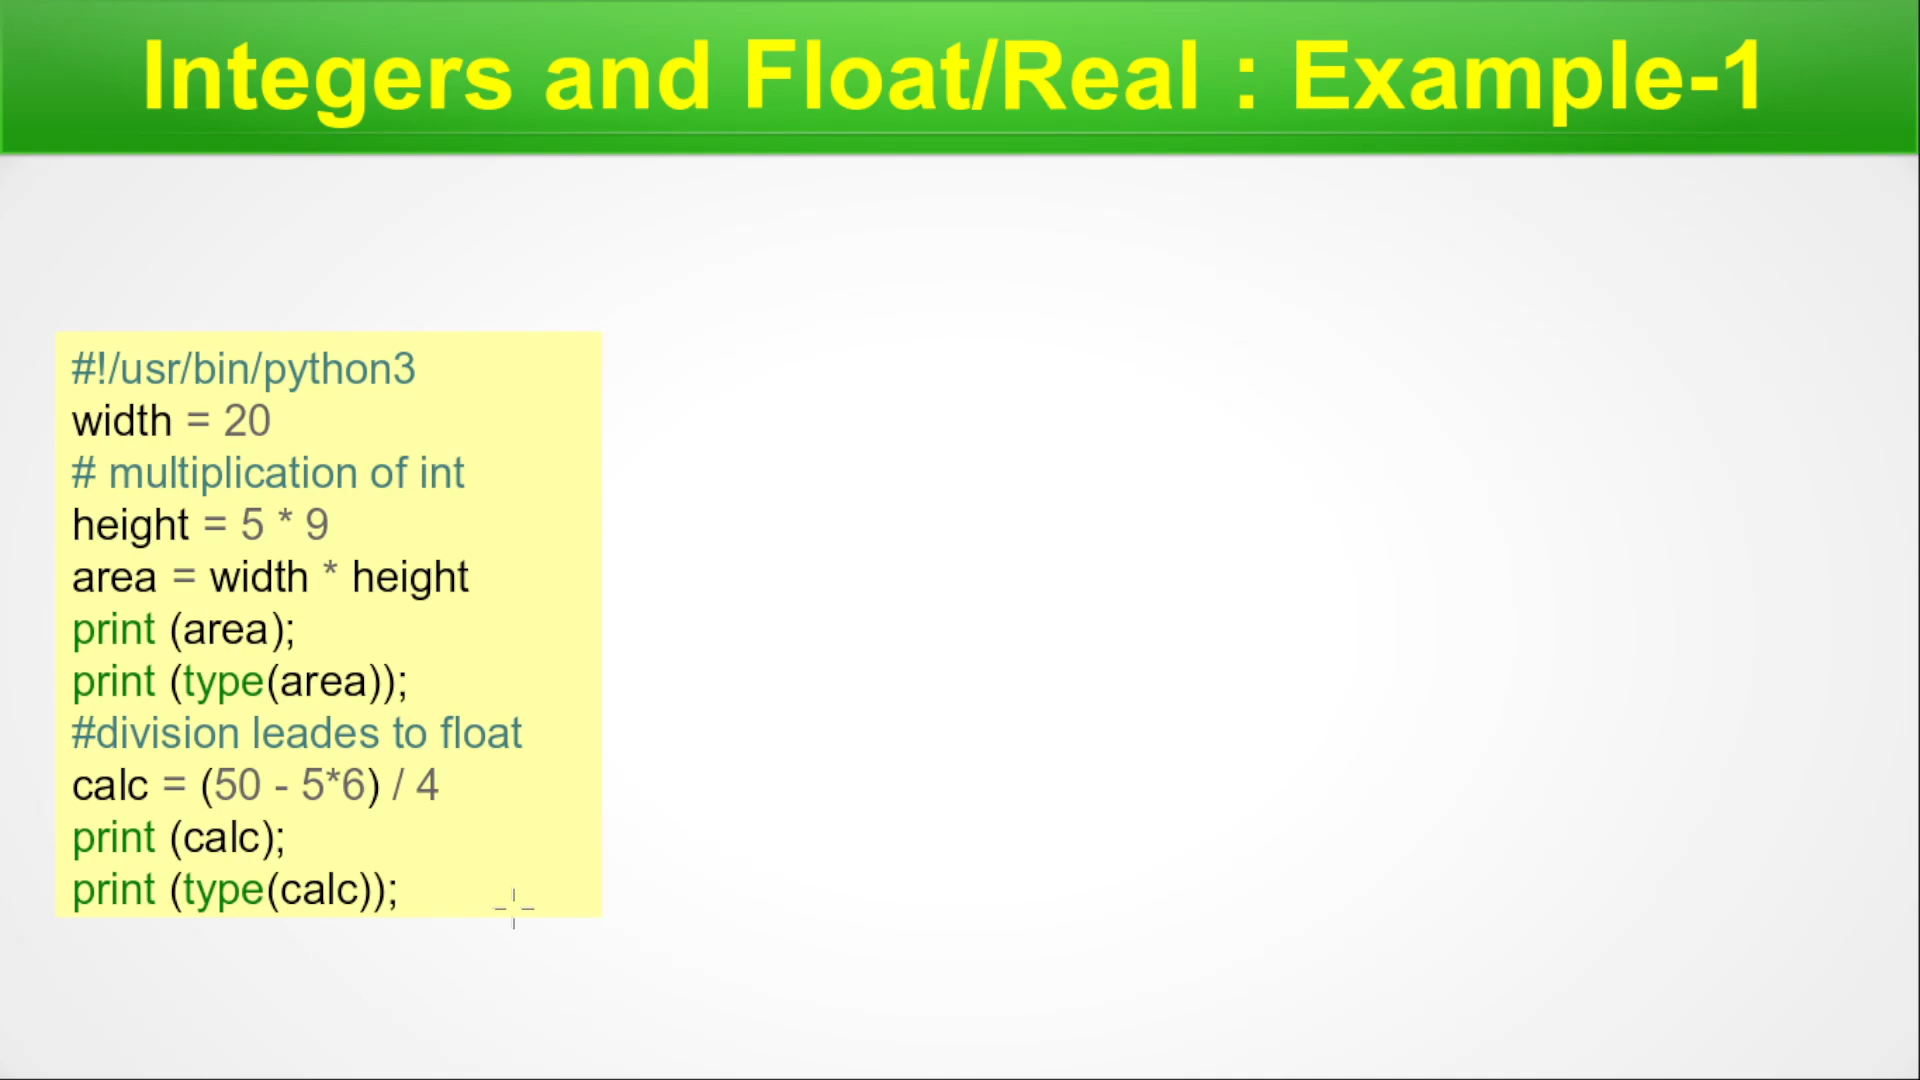 Integers and Float/Real : Example-1
#!/usr/bin/python3
width = 20
# multiplication of int
height = 5 * 9
area = width * height
print (area);
print (type(area));
#division leades to float
calc = (50 - 5*6) / 4
print (calc);
print (type(calc));